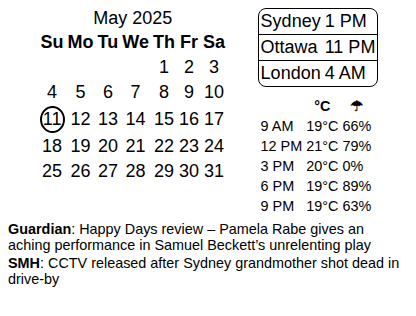 May 2025
Su Mo Tu We Th Fr Sa
1 2 3
4 5 6 7 8 9 10
11 12 13 14 15 16 17
18 19 20 21 22 23 24
25 26 27 28 29 30 31
Sydney 1 PM
Ottawa 11 PM
London 4 AM
°C ☂
9 AM 19°C 66%
12 PM 21°C 79%
3 PM 20°C 0%
6 PM 19°C 89%
9 PM 19°C 63%
Guardian: Happy Days review – Pamela Rabe gives an
aching performance in Samuel Beckett’s unrelenting play
SMH: CCTV released after Sydney grandmother shot dead in
drive-by